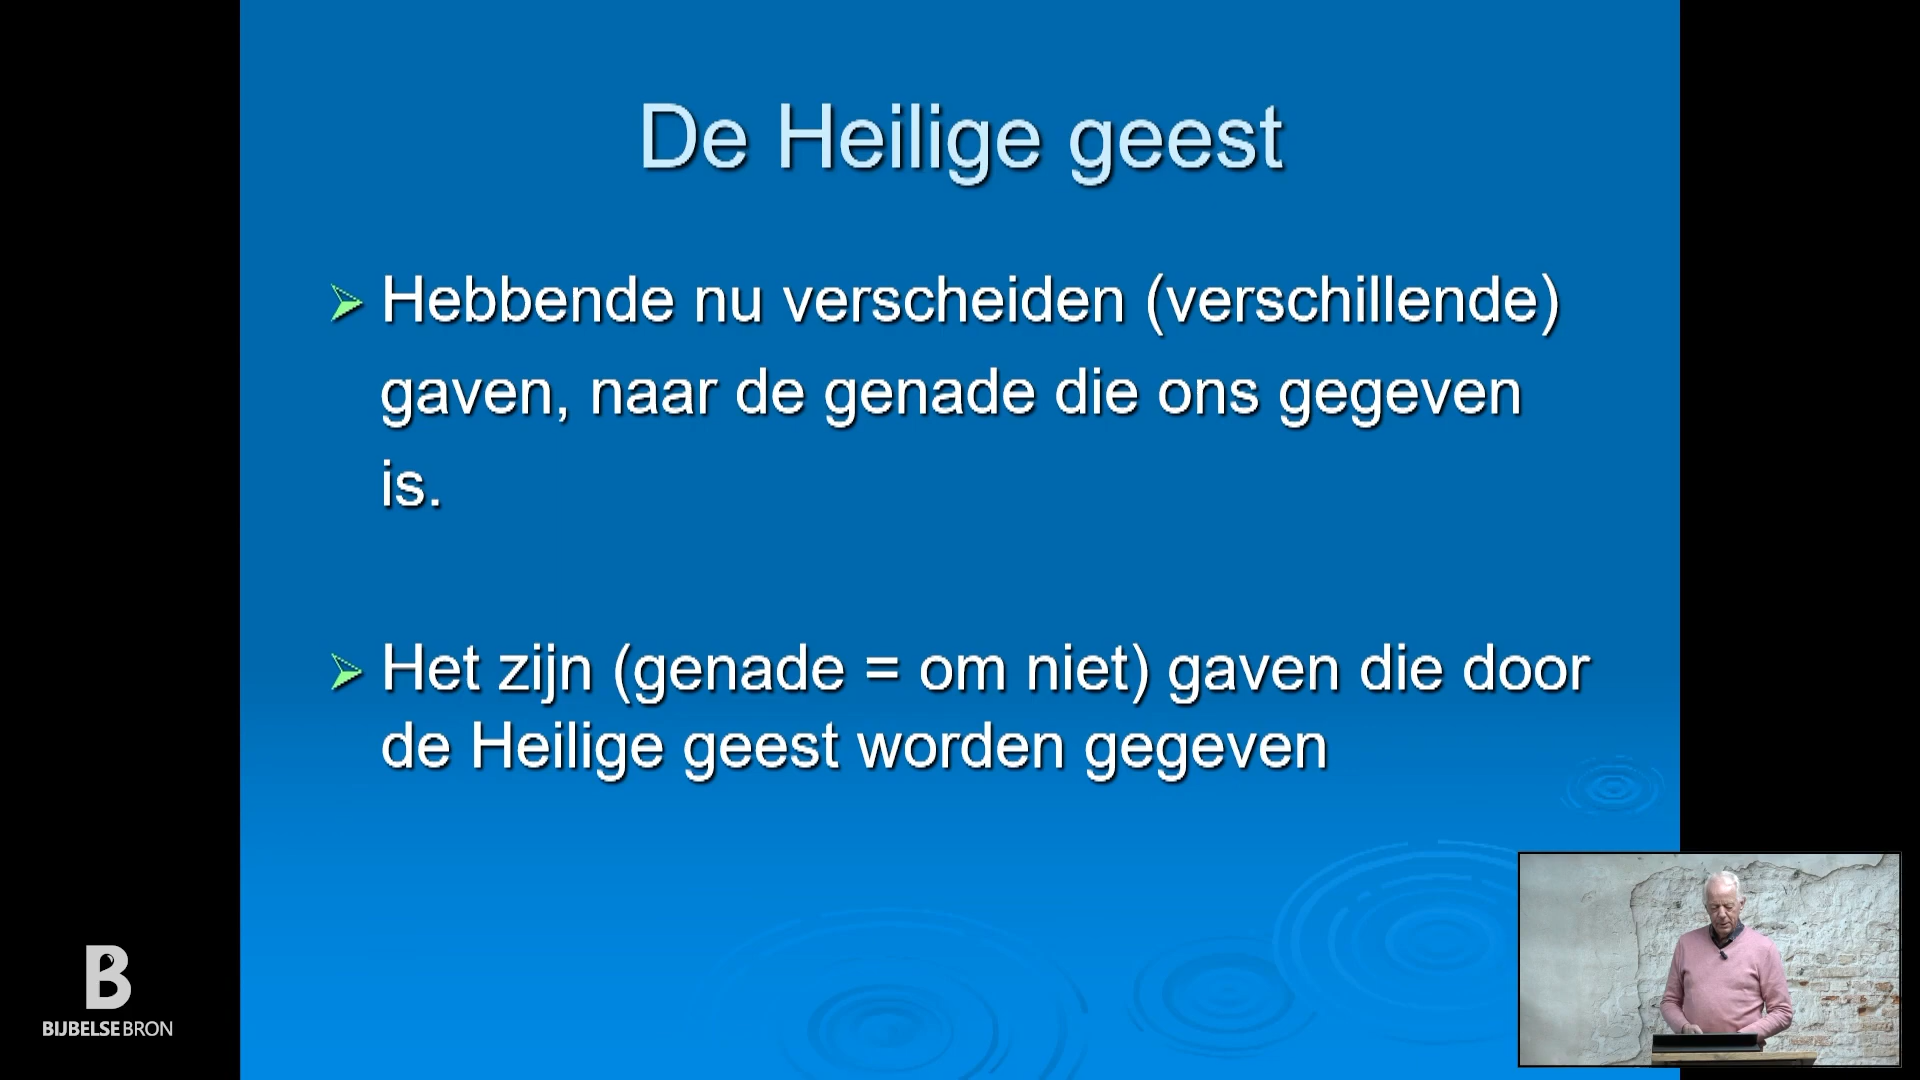 De Heilige geest
Hebbende nu verscheiden (verschillende)
gaven, naar de genade die ons gegeven
is.
Het zijn (genade = om niet) gaven die door
de Heilige geest worden gegeven
B
BIJBELSE BRON